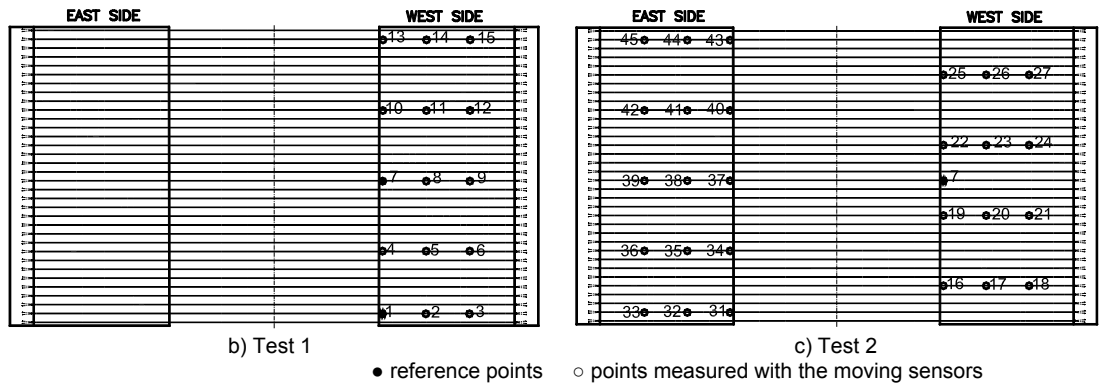 EAST SIDE WEST SIDE
13 14 15
10 11 12
7 8 9
4 5 6
1 2 3
b) Test 1
EAST SIDE WEST SIDE
45 44 43
25 26 27
42 41 40
22 23 24
39 38 37 7
19 20 21
36 35 34
16 17 18
33 32 31
c) Test 2
● reference points ○ points measured with the moving sensors